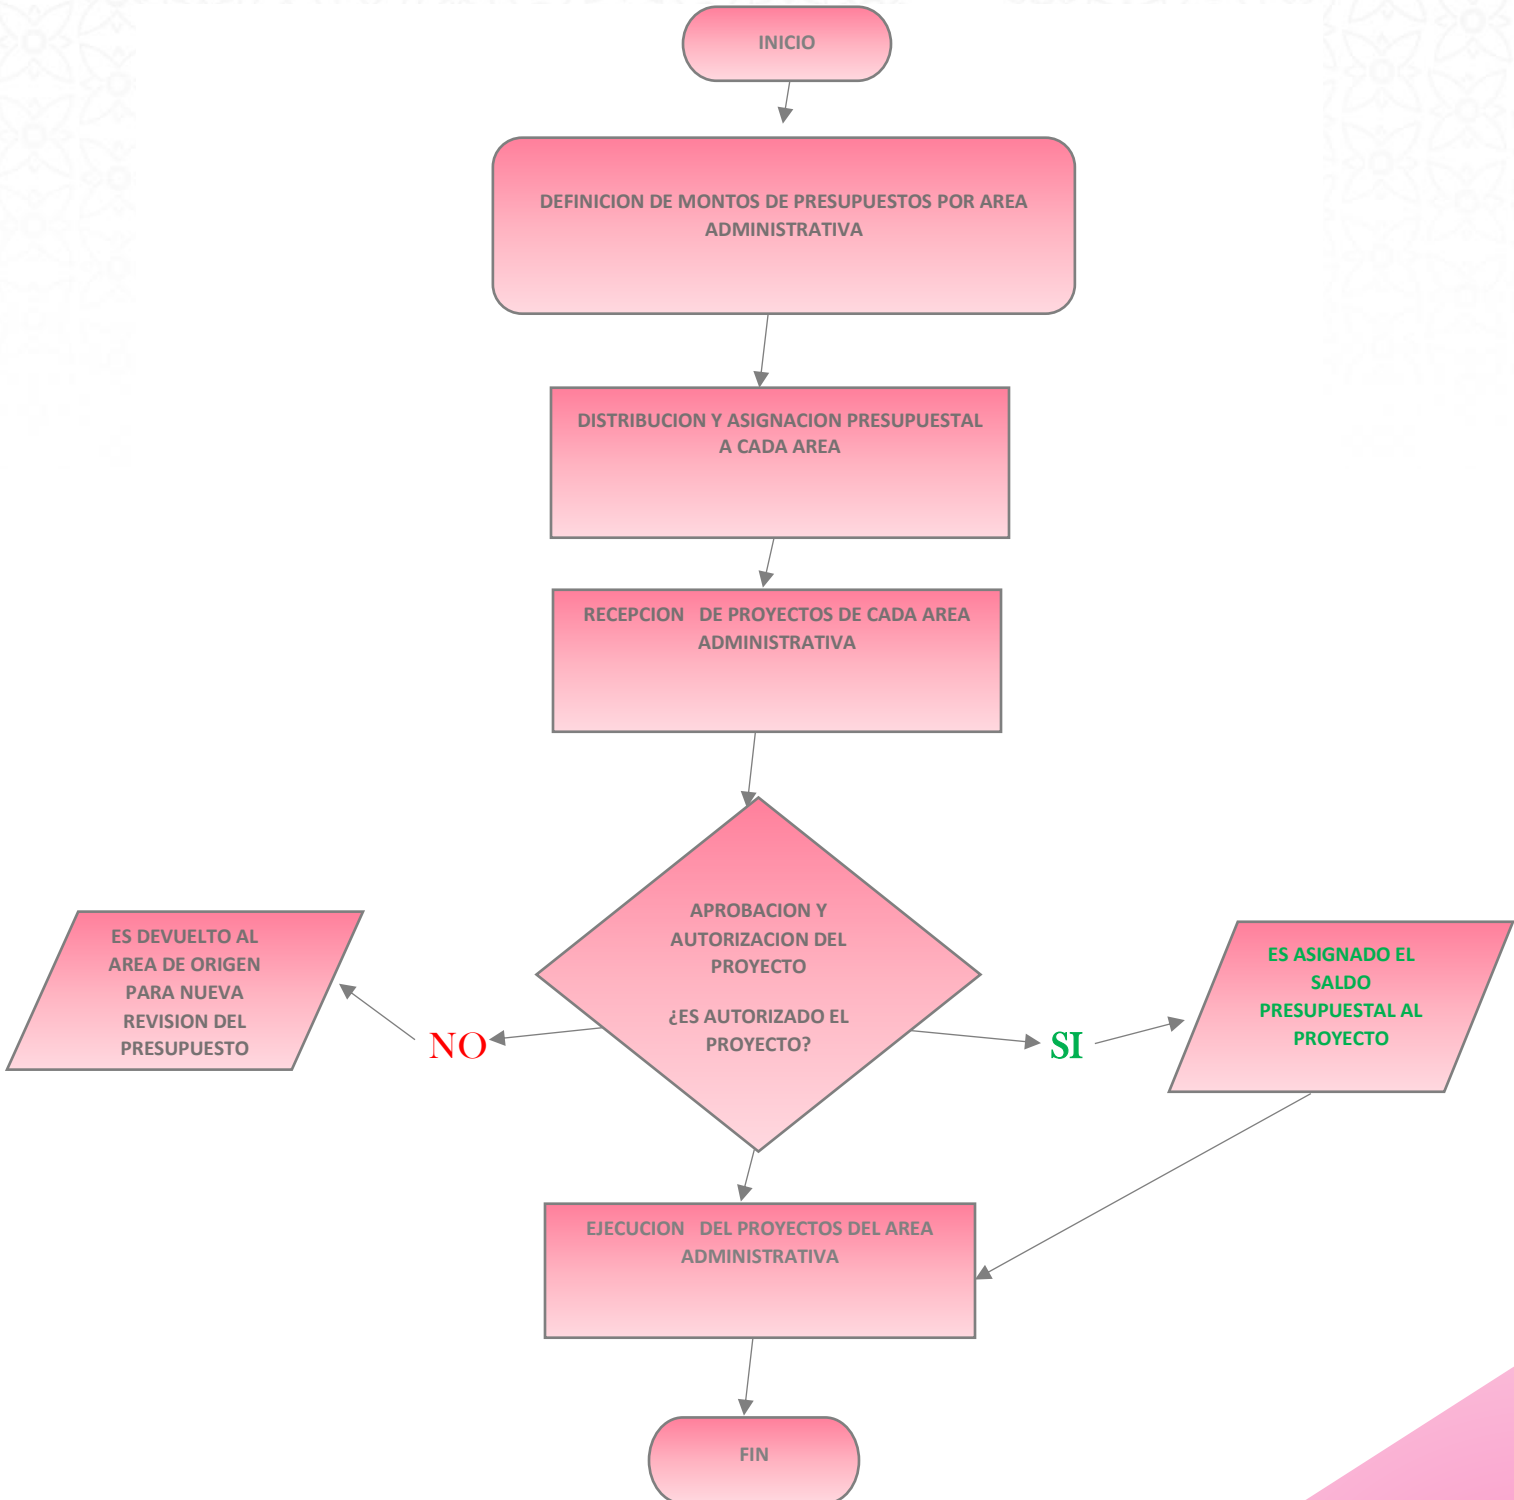 INICIO
DEFINICION DE MONTOS DE PRESUPUESTOS POR AREA
ADMINISTRATIVA
DISTRIBUCION Y ASIGNACION PRESUPUESTAL
A CADA AREA
RECEPCION   DE PROYECTOS DE CADA AREA
ADMINISTRATIVA
APROBACION Y
AUTORIZACION DEL
PROYECTO
¿ES AUTORIZADO EL
PROYECTO?
ES DEVUELTO AL
AREA DE ORIGEN
PARA NUEVA
REVISION DEL
PRESUPUESTO
NO
SI
ES ASIGNADO EL
SALDO
PRESUPUESTAL AL
PROYECTO
EJECUCION   DEL PROYECTOS DEL AREA
ADMINISTRATIVA
FIN